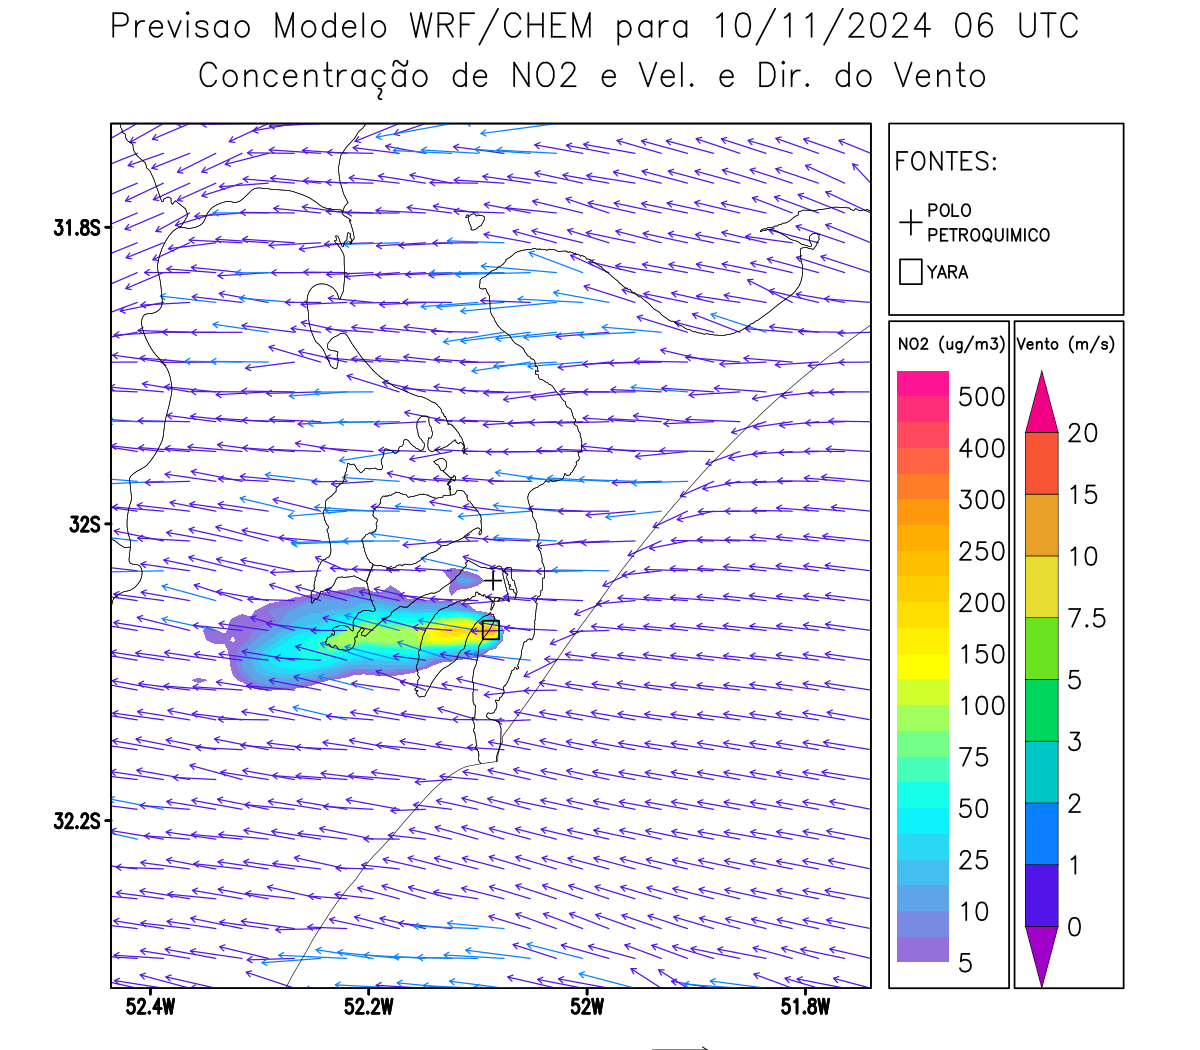 Previsao Modelo WRF/CHEM para 10/11/2024 06 UTC
Concentração de NO2 e Vel. e Dir. do Vento
FONTES:
POLO
PETROQUIMICO
YARA
31.8S
32S
32.2S
52.4W
52.2W
52W
51.8W
NO2 (ug/m3)
500
400
300
250
200
150
100
75
50
25
10
5
Vento (m/s)
20
15
10
7.5
5
3
2
1
0